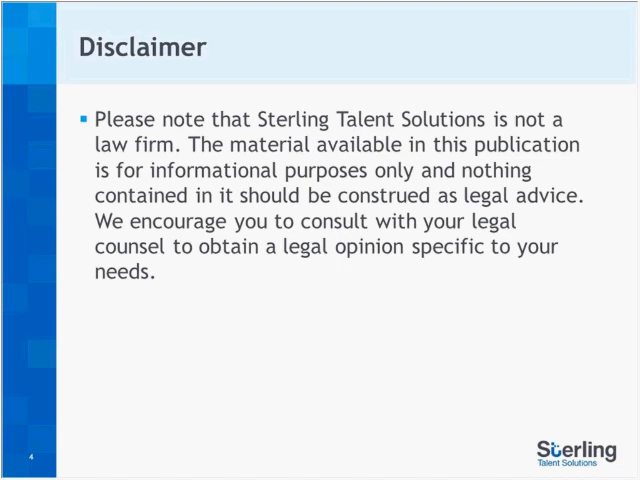 Disclaimer
Please note that Sterling Talent Solutions is not a
law firm. The material available in this publication
is for informational purposes only and nothing
contained in it should be construed as legal advice.
We encourage you to consult with your legal
counsel to obtain a legal opinion specific to your
needs.
4
Sterling
Talent Solutions